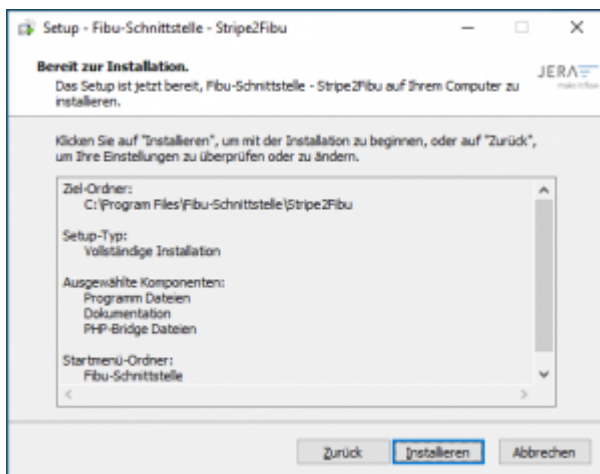 Setup - Fibu-Schnittstelle - Stripe2Fibu
Bereit zur Installation.
Das Setup ist jetzt bereit, Fibu-Schnittstelle - Stripe2Fibu auf Ihrem Computer zu
installieren.
JERA
make it flow
Klicken Sie auf "Installieren", um mit der Installation zu beginnen, oder auf "Zurück",
um Ihre Einstellungen zu überprüfen oder zu ändern.
Ziel-Ordner:
C:\Program Files\Fibu-Schnittstelle\Stripe2Fibu
Setup-Typ:
Vollständige Installation
Ausgewählte Komponenten:
Programm Dateien
Dokumentation
PHP-Bridge Dateien
Startmenü-Ordner:
Fibu-Schnittstelle
Zurück
Installieren
Abbrechen